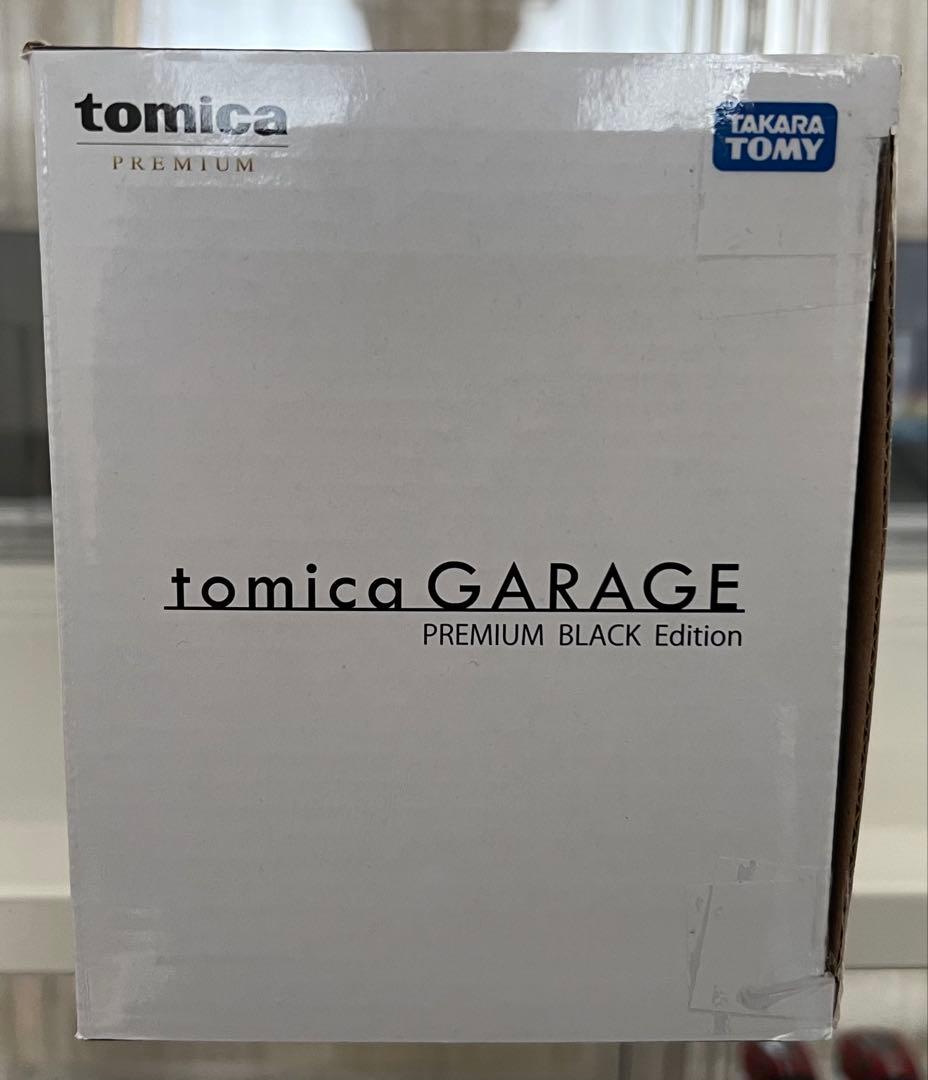 tomica
PREMIUM
TAKARA
TOMY
tomica GARAGE
PREMIUM BLACK Edition